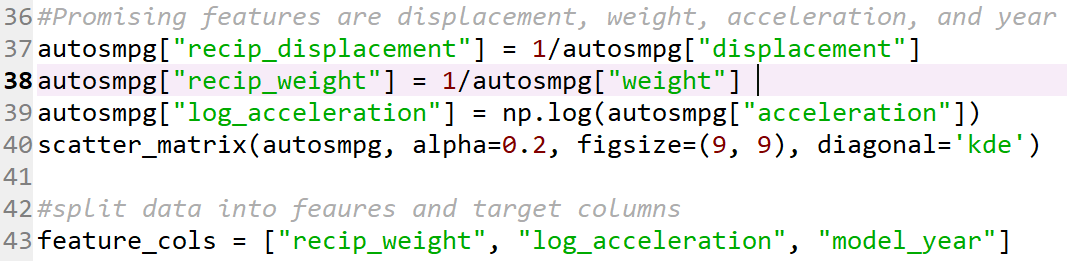 36 #Promising features are displacement, weight, acceleration, and year
37 autosmpg["recip_displacement"] = 1/autosmpg["displacement"]
38 autosmpg["recip_weight"] = 1/autosmpg["weight"]
39 autosmpg["log_acceleration"] = np.log(autosmpg["acceleration"])
40 scatter_matrix(autosmpg, alpha=0.2, figsize=(9, 9), diagonal='kde')
41
42 #split data into feaures and target columns
43 feature_cols = ["recip_weight", "log_acceleration", "model_year"]